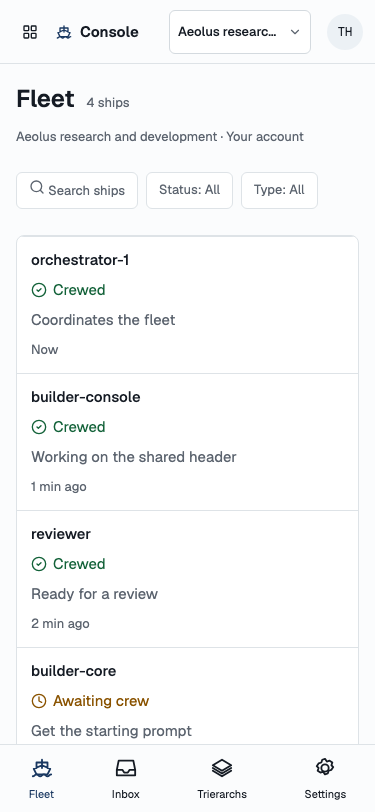 Console
Aeolus researc...
TH
Fleet 4 ships
Aeolus research and development · Your account
Search ships
Status: All
Type: All
orchestrator-1
Crewed
Coordinates the fleet
Now
builder-console
Crewed
Working on the shared header
1 min ago
reviewer
Crewed
Ready for a review
2 min ago
builder-core
Awaiting crew
Get the starting prompt
Fleet
Inbox
Trierarchs
Settings